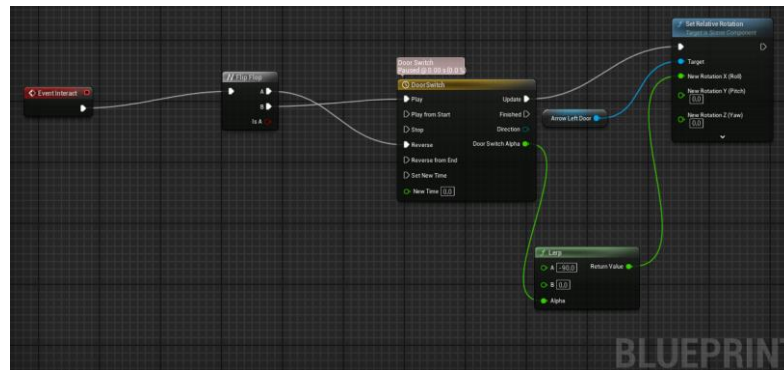 Event Interact
Flip Flop
A
B
Is A
Door Switch
Paused @ 0.00 s (0.0 %)
DoorSwitch
Play
Update
Play from Start
Finished
Stop
Direction
Reverse
Door Switch Alpha
Reverse from End
Set New Time
New Time 0.0
Arrow Left Door
Set Relative Rotation
Target is Scene Component
Target
New Rotation X (Roll)
New Rotation Y (Pitch)
0.0
New Rotation Z (Yaw)
0.0
Lerp
A -90.0
Return Value
B 0.0
Alpha
BLUEPRINT